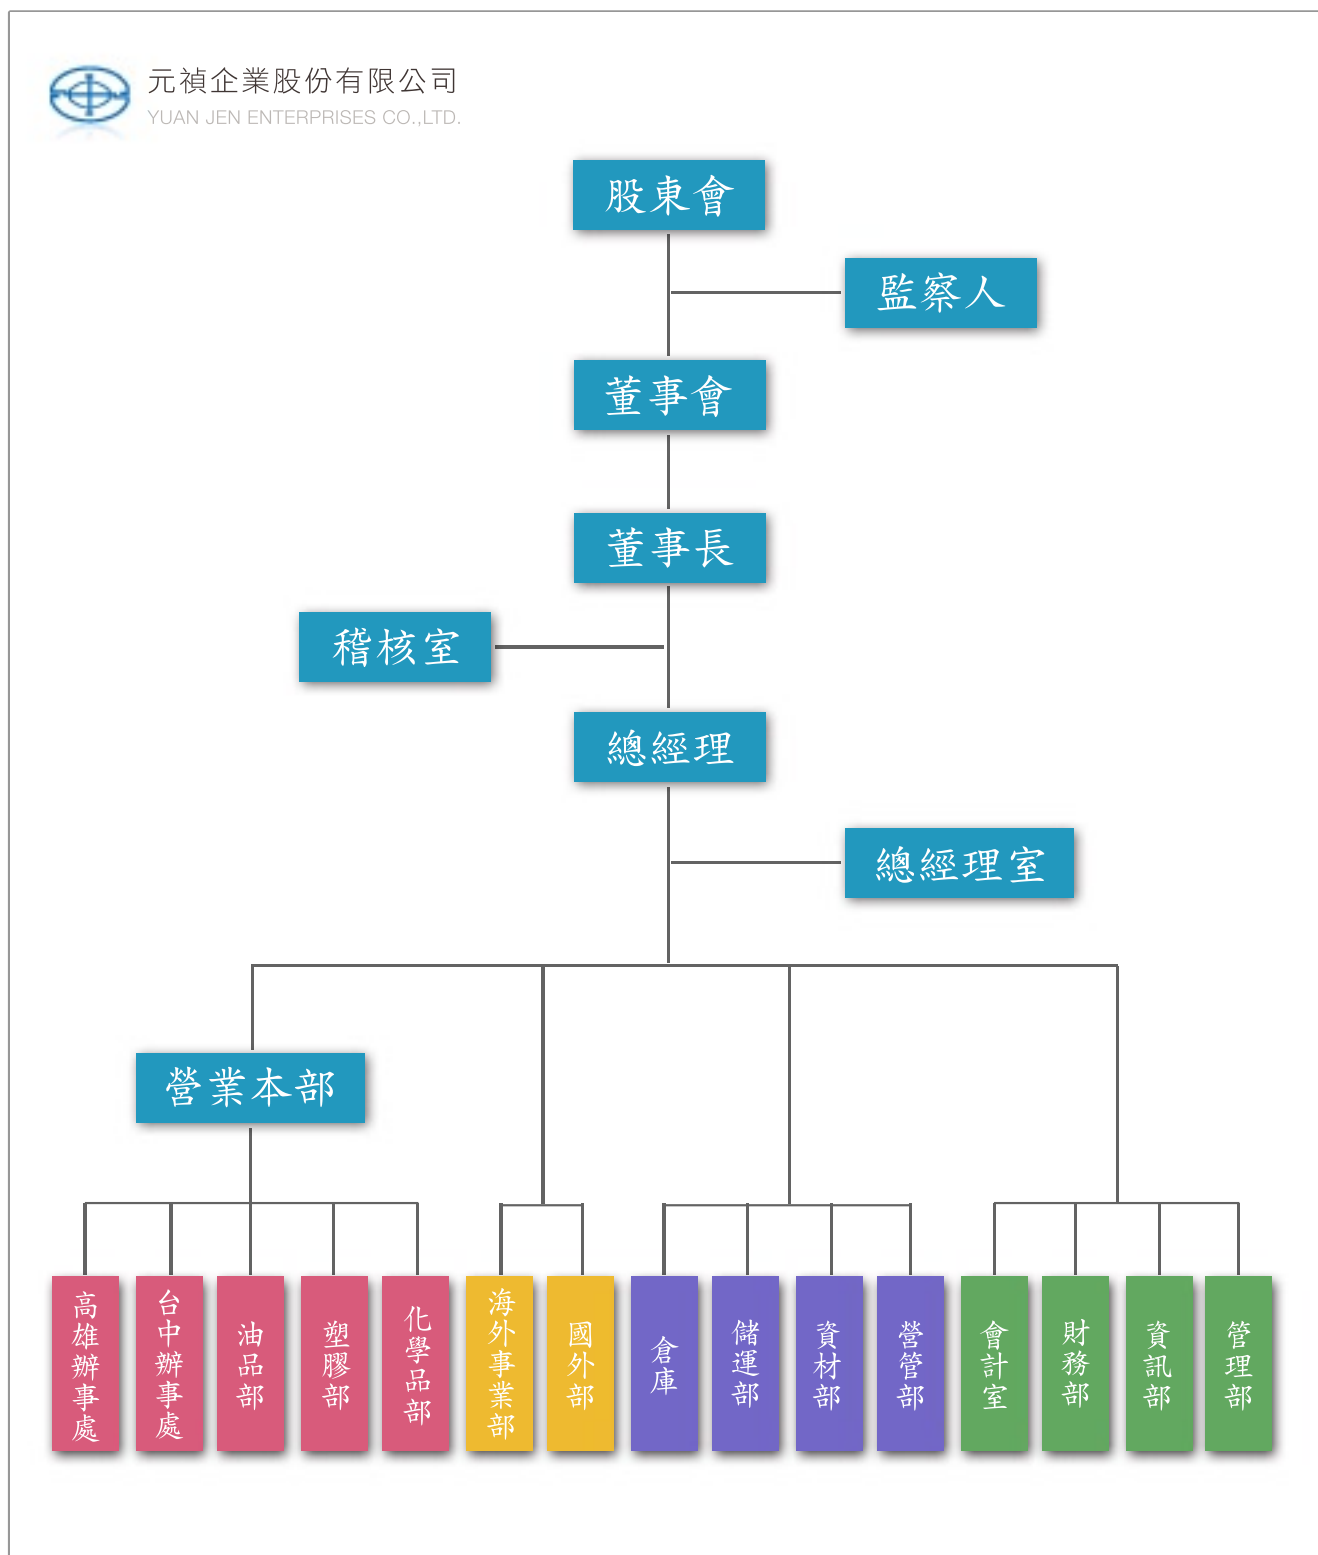 元禎企業股份有限公司
YUAN JEN ENTERPRISES CO.,LTD.
股東會
監察人
董事會
董事長
稽核室
總經理
總經理室
營業本部
高雄辦事處
台中辦事處
油品部
塑膠部
化學品部
海外事業部
國外部
倉庫
儲運部
資材部
營管部
會計室
財務部
資訊部
管理部